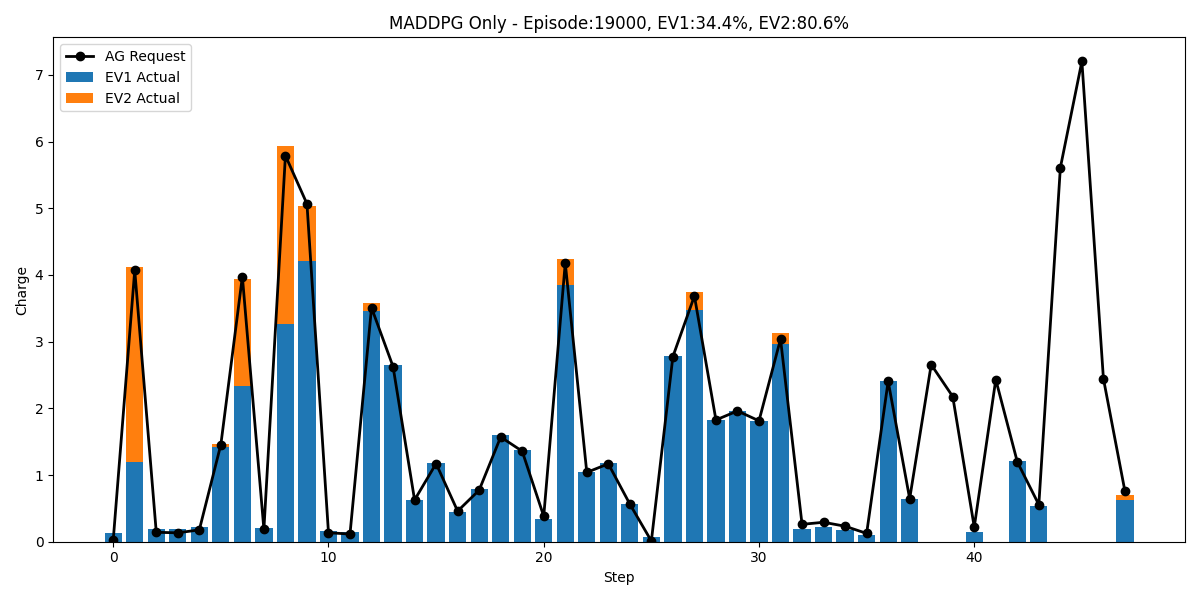 MADDPG Only - Episode:19000, EV1:34.4%, EV2:80.6%
AG Request
EV1 Actual
EV2 Actual
Charge
7
6
5
4
3
2
1
0
0 10 20 30 40
Step